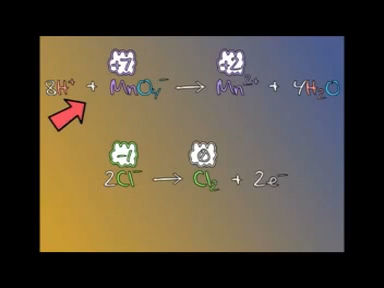 +7 +2
8H⁺ + MnO₄⁻ → Mn²⁺ + 4H₂O
-1 0
2Cl⁻ → Cl₂ + 2e⁻